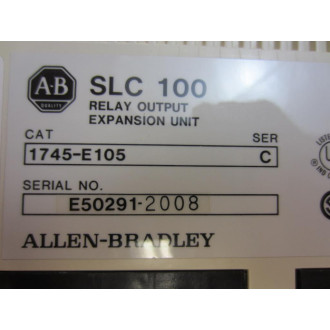 A·B
QUALITY
SLC 100
RELAY OUTPUT
EXPANSION UNIT
CAT SER
1745-E105 C
SERIAL NO.
E50291-2008
ALLEN-BRADLEY